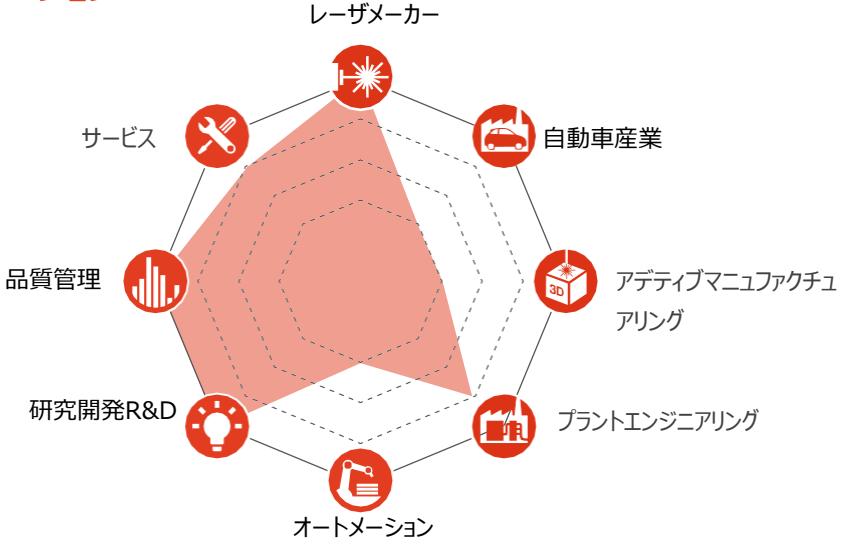 レーザメーカー
サービス
自動車産業
品質管理
3D
アデティブマニュファクチュ
アリング
研究開発R&D
プラントエンジニアリング
オートメーション